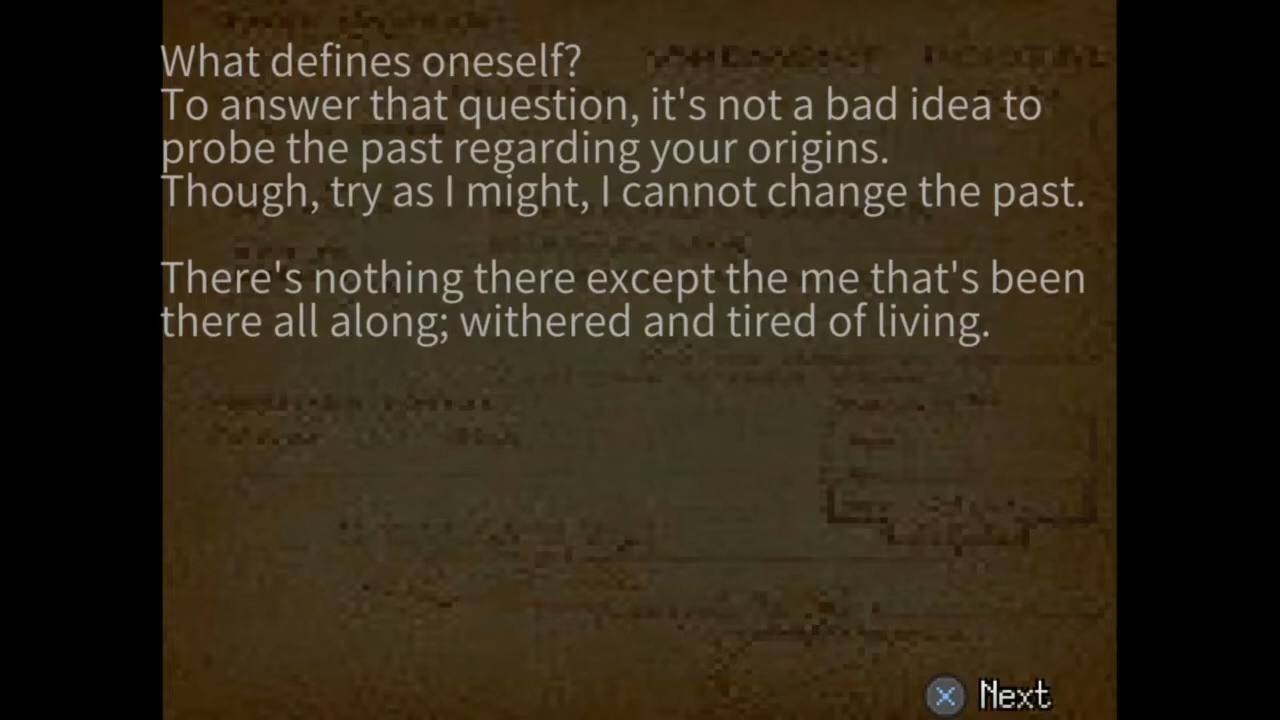 What defines oneself?
To answer that question, it's not a bad idea to
probe the past regarding your origins.
Though, try as I might, I cannot change the past.
There's nothing there except the me that's been
there all along; withered and tired of living.
Next